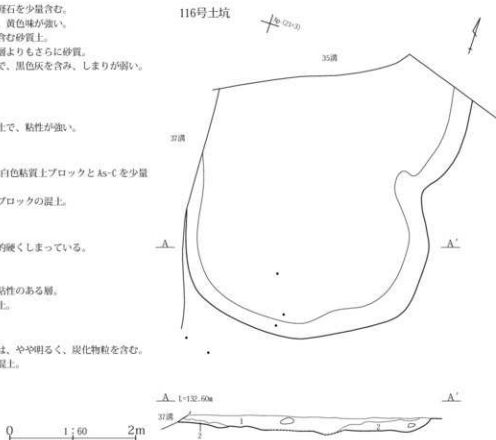 軽石を少量含む。
黄色味が強い。
含む砂質土。
層よりもさらに砂質。
で、黒色灰を含み、しまりが弱い。
土で、粘性が強い。
白色粘質土ブロックと As-C を少量
ブロックの混土。
的硬くしまっている。
粘性のある層。
土。
は、やや明るく、炭化物粒を含む。
混土。
0 1:60 2m
116号土坑
35溝
37溝
A A′
A L=132.60m A′
37溝
1
2
2